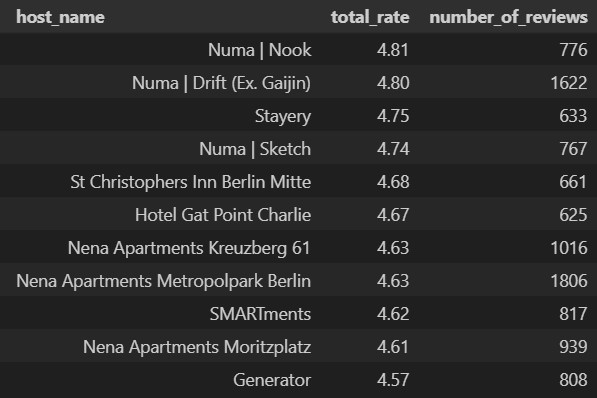 host_name total_rate number_of_reviews
Numa | Nook 4.81 776
Numa | Drift (Ex. Gaijin) 4.80 1622
Stayery 4.75 633
Numa | Sketch 4.74 767
St Christophers Inn Berlin Mitte 4.68 661
Hotel Gat Point Charlie 4.67 625
Nena Apartments Kreuzberg 61 4.63 1016
Nena Apartments Metropolpark Berlin 4.63 1806
SMARTments 4.62 817
Nena Apartments Moritzplatz 4.61 939
Generator 4.57 808